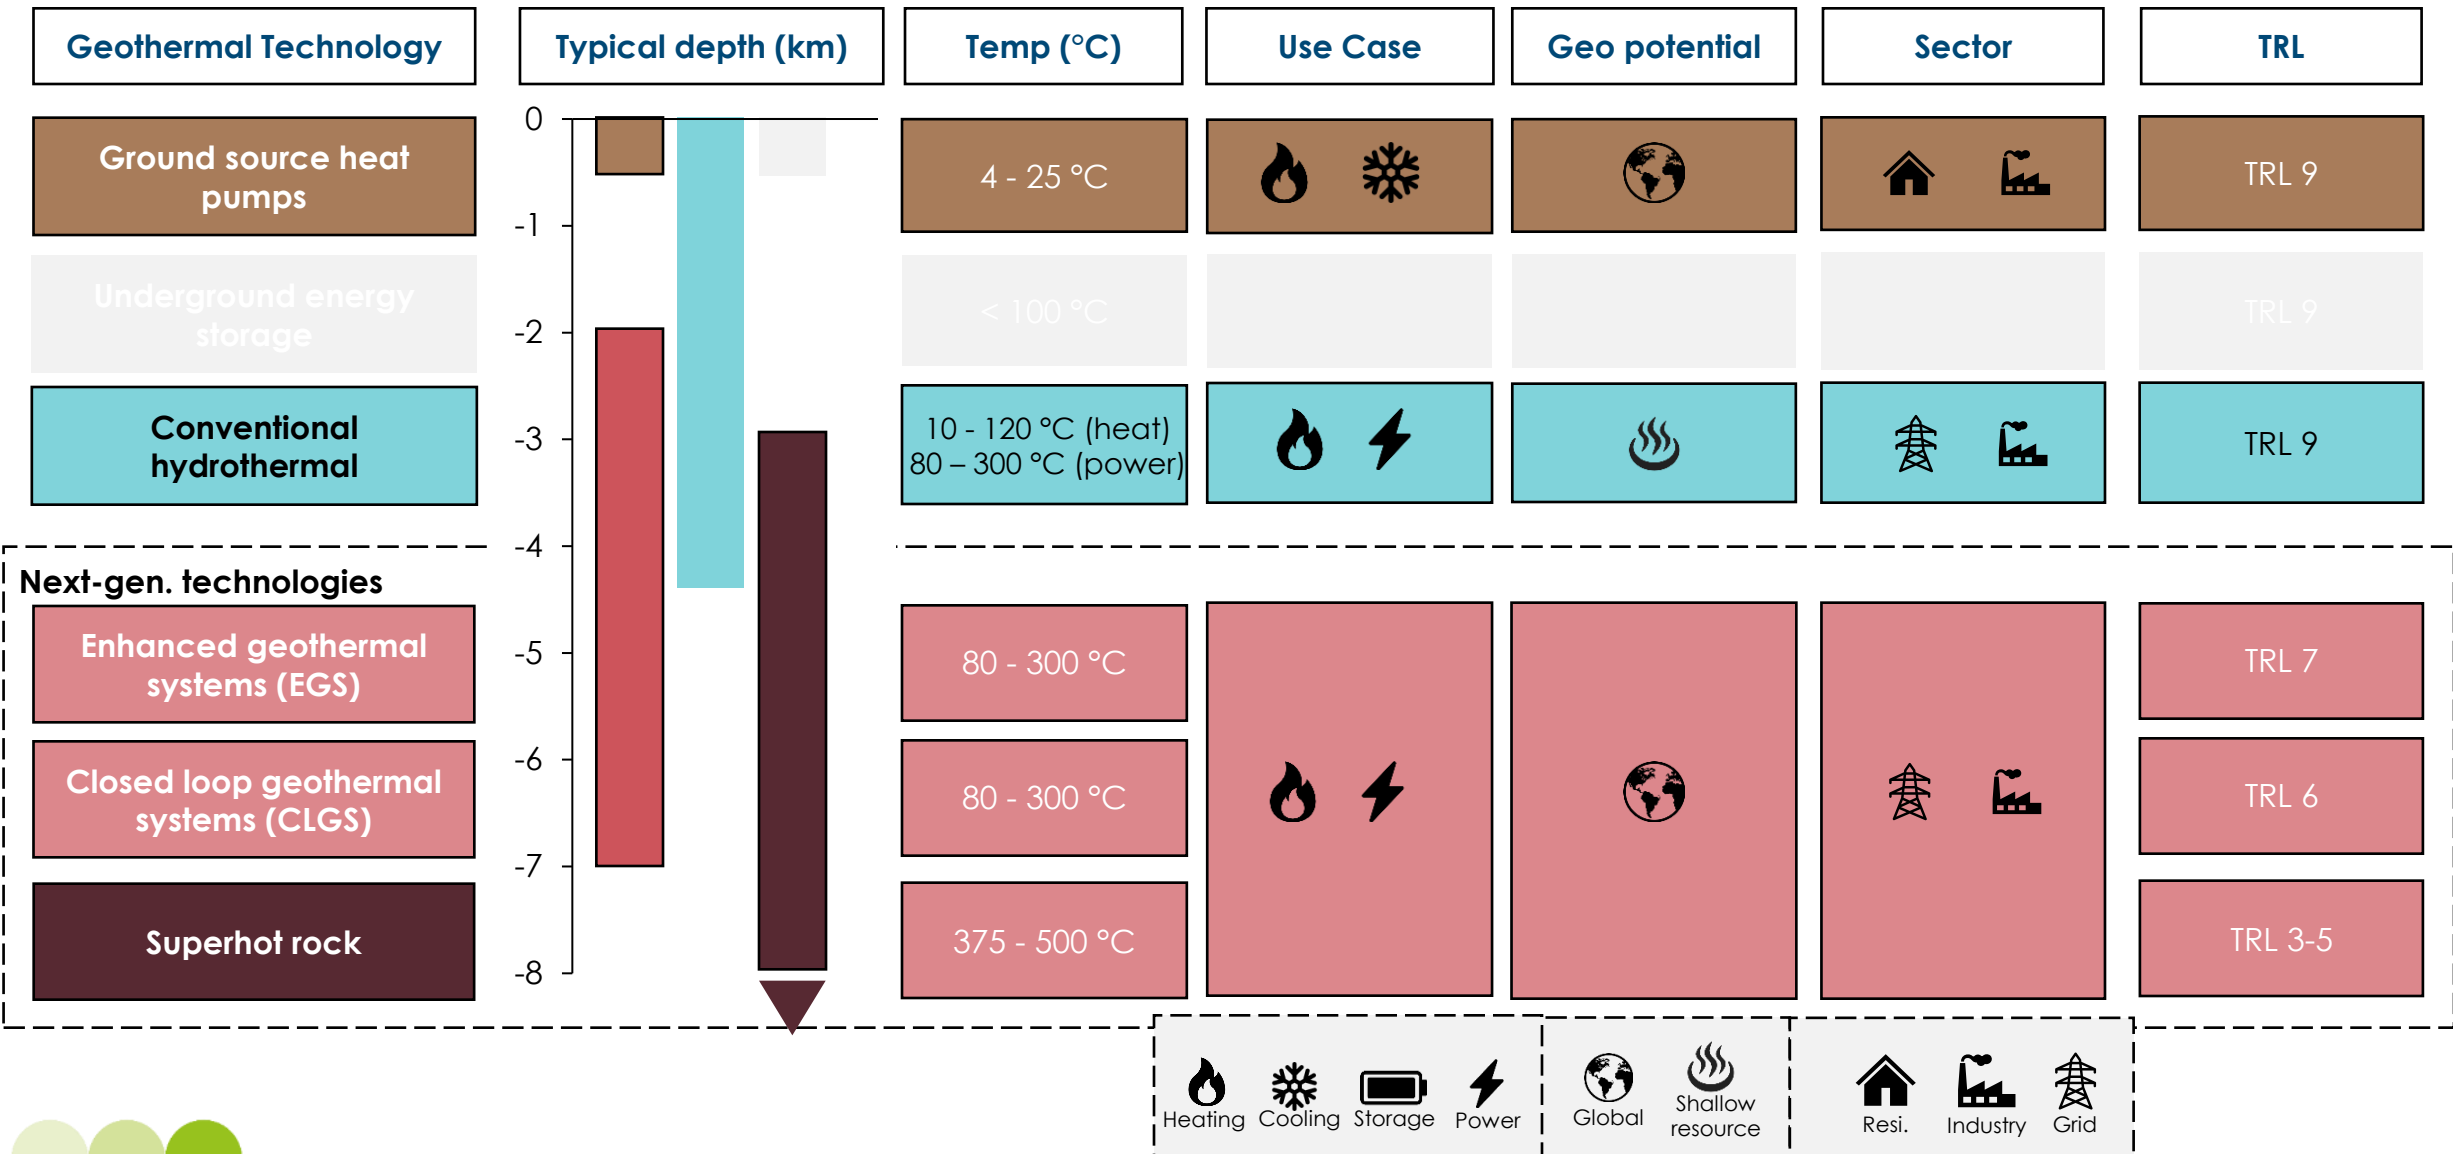 Geothermal Technology
Typical depth (km)
Temp (°C)
Use Case
Geo potential
Sector
TRL
Ground source heat
pumps
4 - 25 °C
TRL 9
Underground energy
storage
< 100 °C
TRL 9
Conventional
hydrothermal
10 - 120 °C (heat)
80 – 300 °C (power)
TRL 9
0
-1
-2
-3
-4
-5
-6
-7
-8
Next-gen. technologies
Enhanced geothermal
systems (EGS)
80 - 300 °C
TRL 7
Closed loop geothermal
systems (CLGS)
80 - 300 °C
TRL 6
Superhot rock
375 - 500 °C
TRL 3-5
Heating
Cooling
Storage
Power
Global
Shallow
resource
Resi.
Industry
Grid